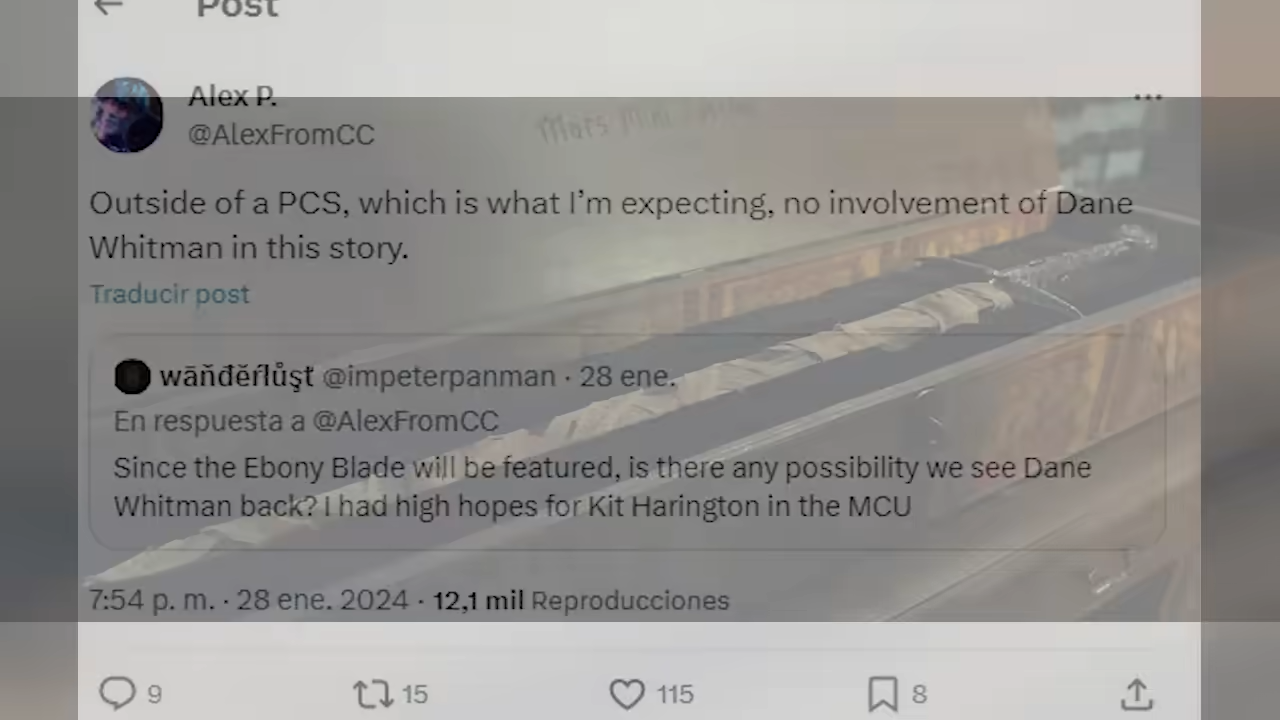 Post
Alex P.
@AlexFromCC
Outside of a PCS, which is what I'm expecting, no involvement of Dane
Whitman in this story.
Traducir post
wāňđěŕlůşt @impeterpanman · 28 ene.
En respuesta a @AlexFromCC
Since the Ebony Blade will be featured, is there any possibility we see Dane
Whitman back? I had high hopes for Kit Harington in the MCU
7:54 p. m. · 28 ene. 2024 · 12,1 mil Reproducciones
9 15 115 8